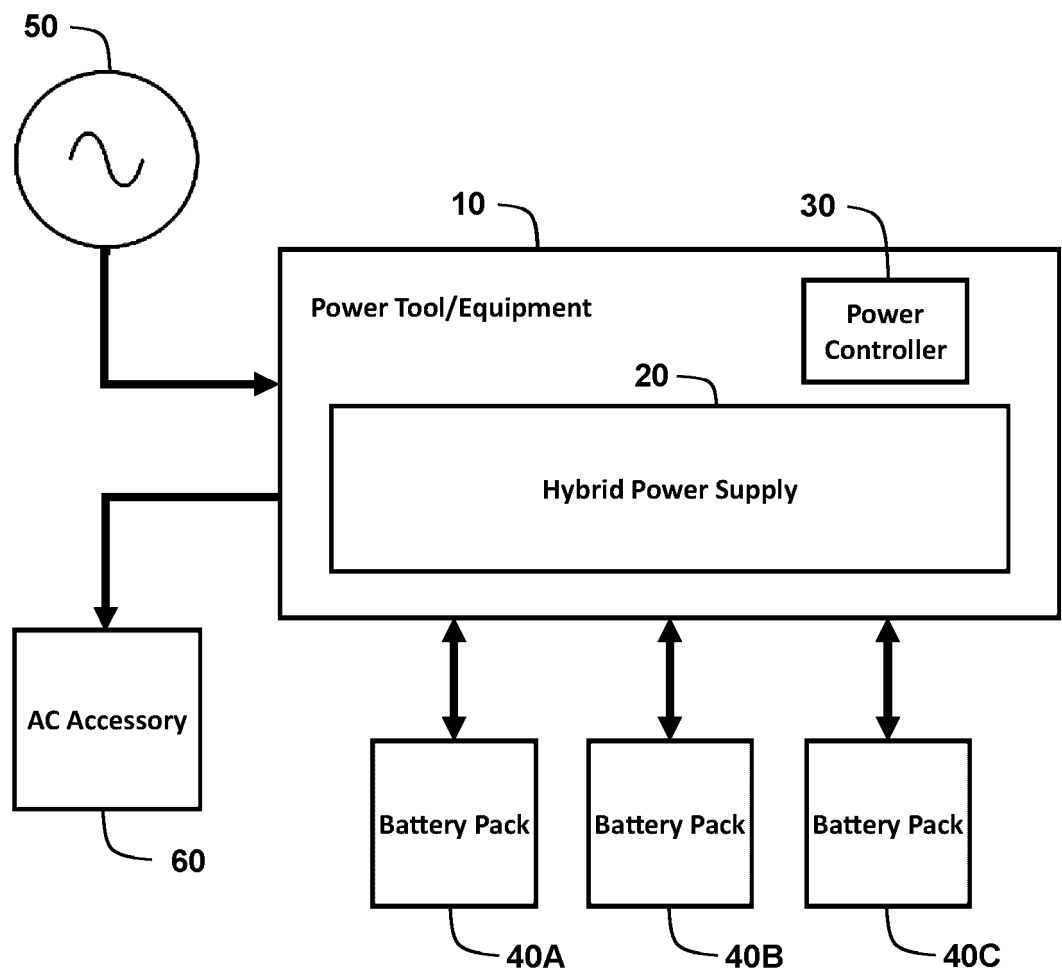 50
10
30
Power Tool/Equipment
Power
Controller
20
Hybrid Power Supply
AC Accessory
60
Battery Pack
Battery Pack
Battery Pack
40A
40B
40C